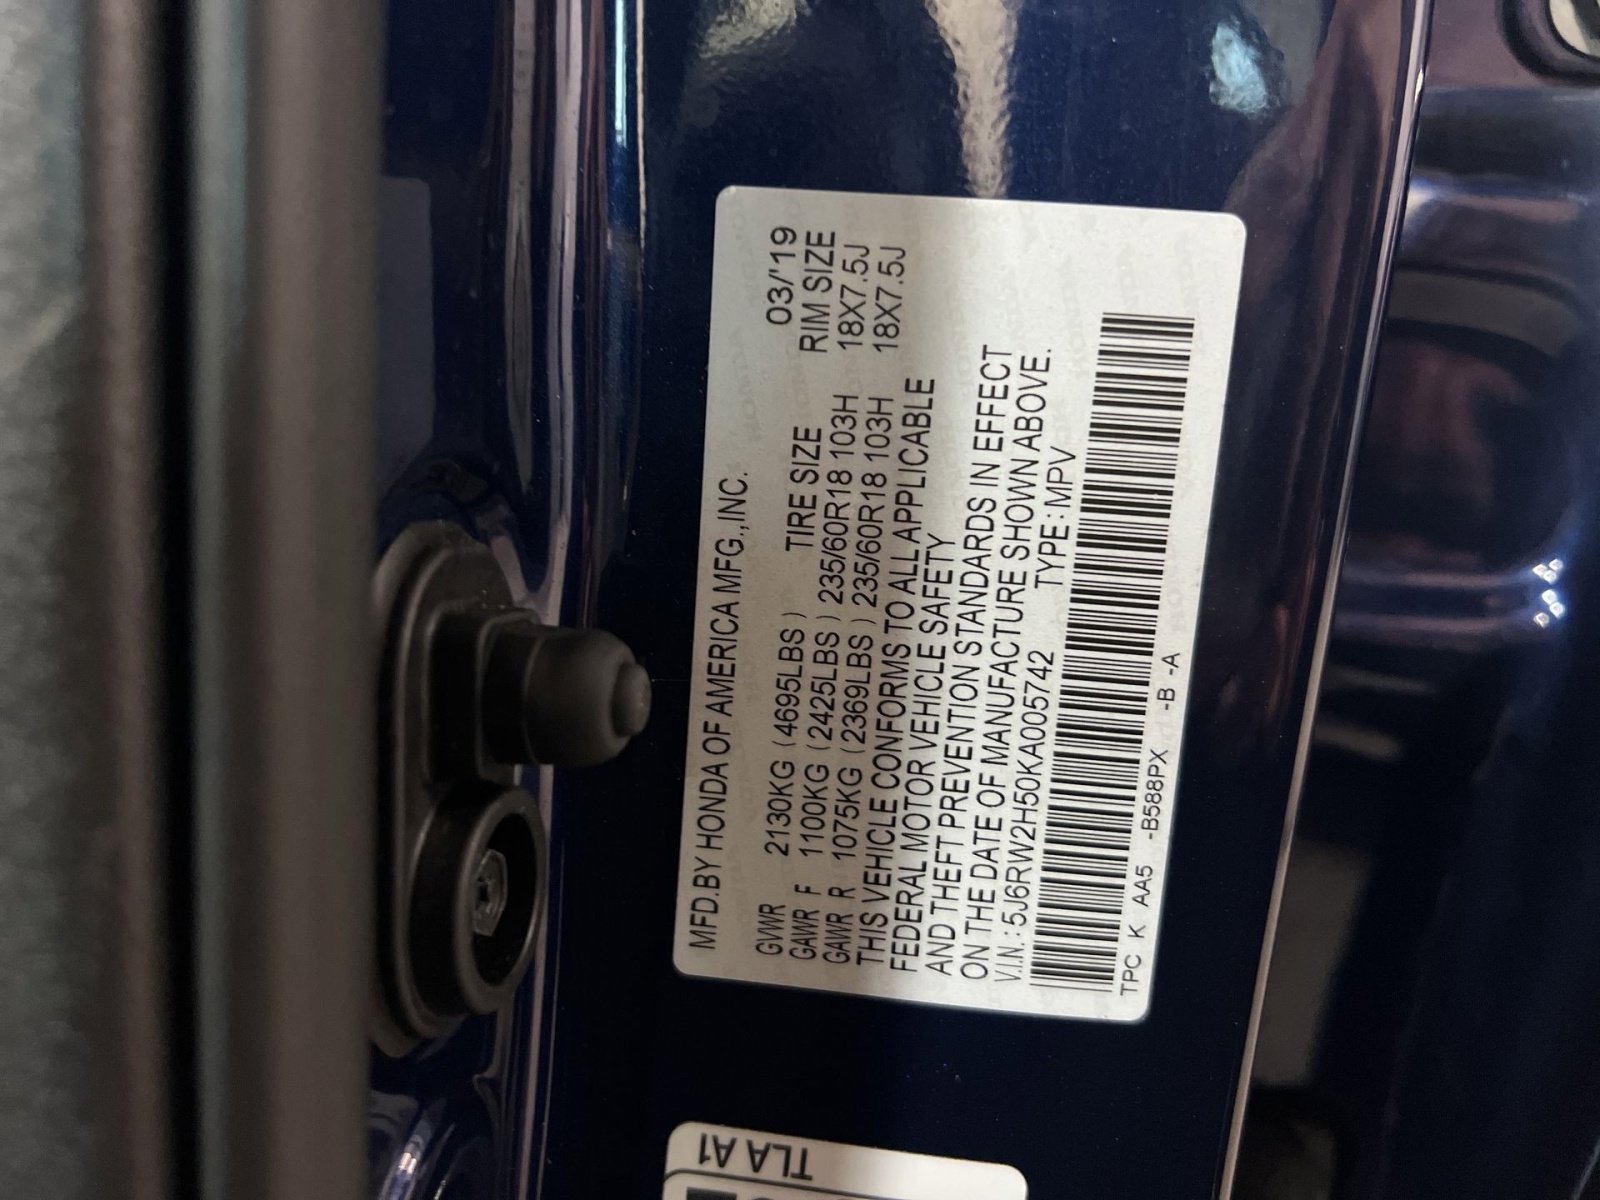 MFD.BY HONDA OF AMERICA MFG.,INC.
03/'19
GVWR 2130KG (4695LBS) TIRE SIZE RIM SIZE
GAWR F 1100KG (2425LBS) 235/60R18 103H 18X7.5J
GAWR R 1075KG (2369LBS) 235/60R18 103H 18X7.5J
THIS VEHICLE CONFORMS TO ALL APPLICABLE
FEDERAL MOTOR VEHICLE SAFETY
AND THEFT PREVENTION STANDARDS IN EFFECT
ON THE DATE OF MANUFACTURE SHOWN ABOVE.
V.I.N.: 5J6RW2H50KA005742 TYPE: MPV
TPC K AA5 -B588PX -B -A
TLA A1